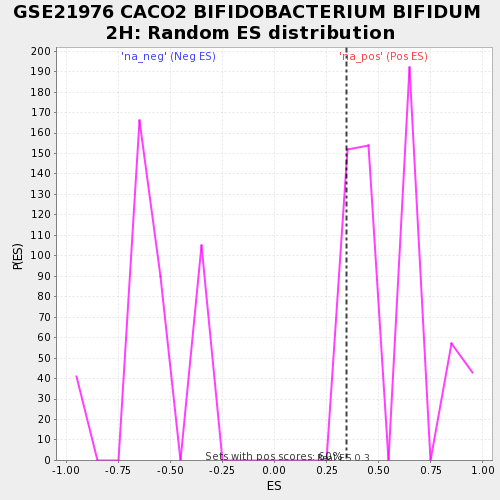 GSE21976 CACO2 BIFIDOBACTERIUM BIFIDUM
2H: Random ES distribution
'na_neg' (Neg ES)
'na_pos' (Pos ES)
200
190
180
170
160
150
140
130
120
110
100
90
80
70
60
50
40
30
20
10
0
P(ES)
Sets with pos scores: 60%
-1.00 -0.75 -0.50 -0.25 0.00 0.25 0.50 0.75 1.00
ES